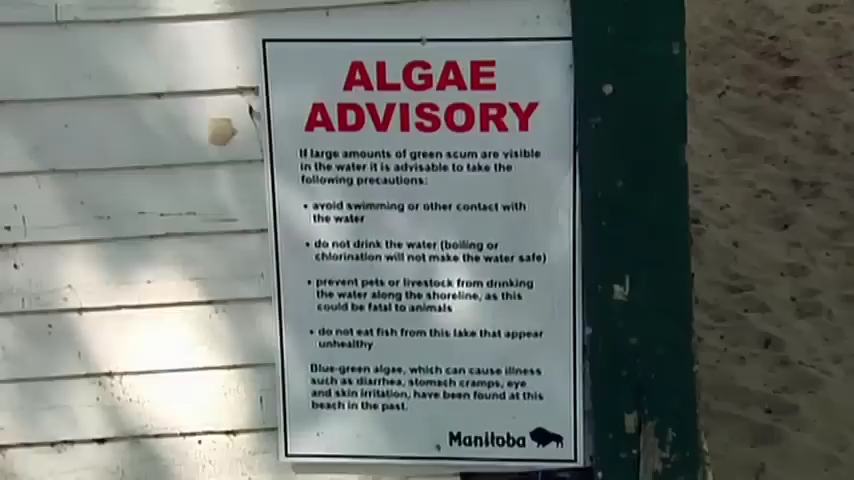 ALGAE
ADVISORY
If large amounts of green scum are visible
in the water it is advisable to take the
following precautions:
• avoid swimming or other contact with
the water
• do not drink the water (boiling or
chlorination will not make the water safe)
• prevent pets or livestock from drinking
the water along the shoreline, as this
could be fatal to animals
• do not eat fish from this lake that appear
unhealthy
Blue-green algae, which can cause illness
such as diarrhea, stomach cramps, eye
and skin irritation, have been found at this
beach in the past.
Manitoba